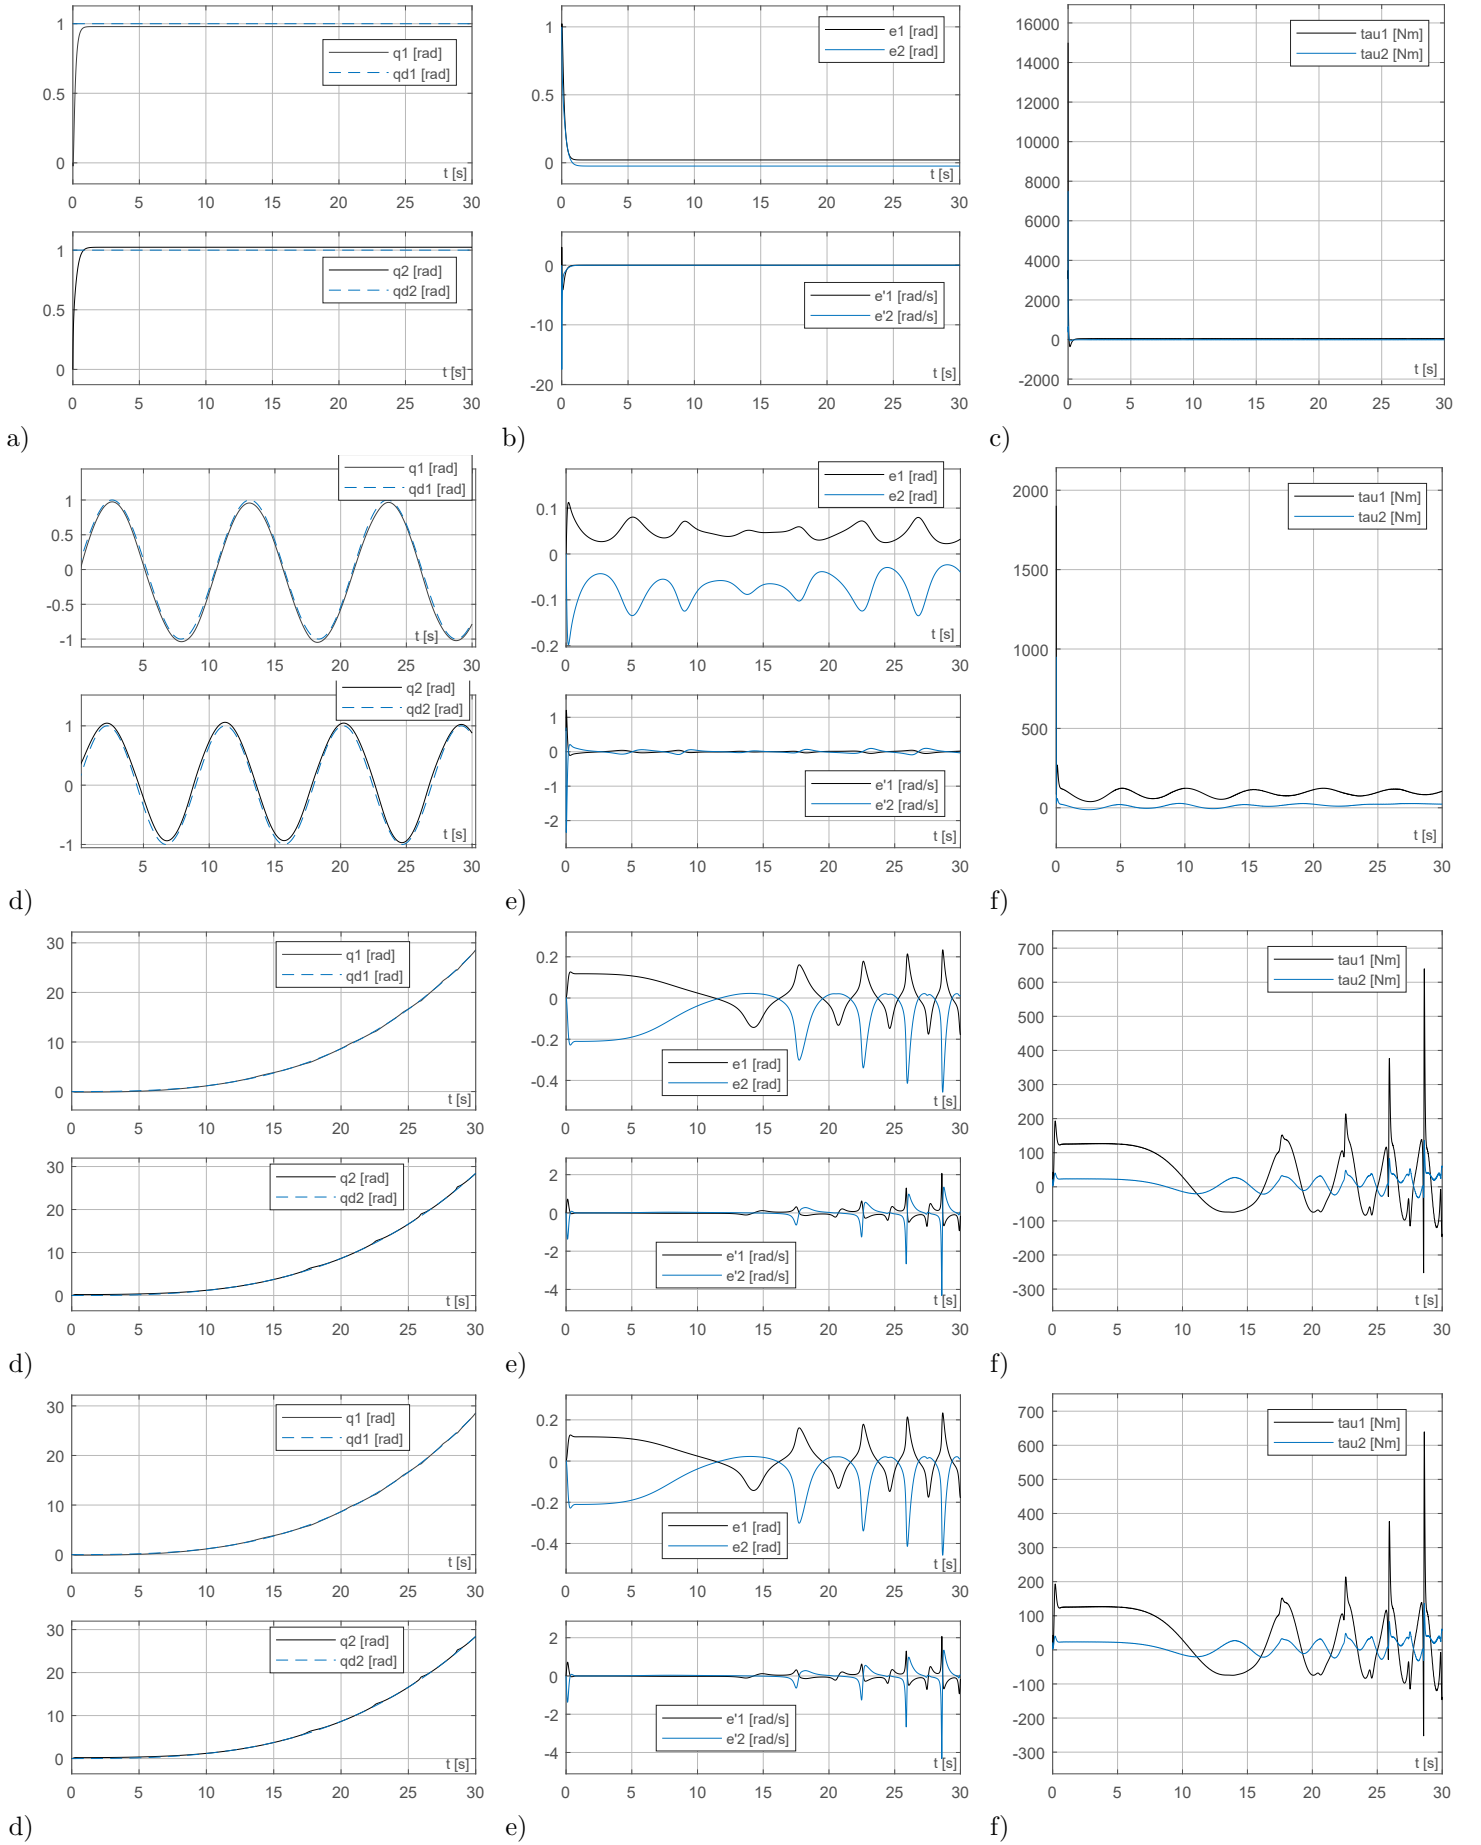 1
0.5
0
q1 [rad]
qd1 [rad]
t [s]
0 5 10 15 20 25 30
1
0.5
0
q2 [rad]
qd2 [rad]
t [s]
0 5 10 15 20 25 30
a)
1
0.5
0
e1 [rad]
e2 [rad]
t [s]
0 5 10 15 20 25 30
0
-10
-20
e'1 [rad/s]
e'2 [rad/s]
t [s]
0 5 10 15 20 25 30
b)
16000
14000
12000
10000
8000
6000
4000
2000
0
-2000
tau1 [Nm]
tau2 [Nm]
t [s]
0 5 10 15 20 25 30
c)
1
0.5
0
-0.5
-1
q1 [rad]
qd1 [rad]
t [s]
5 10 15 20 25 30
1
0
-1
q2 [rad]
qd2 [rad]
t [s]
5 10 15 20 25 30
d)
0.1
0
-0.1
-0.2
e1 [rad]
e2 [rad]
t [s]
0 5 10 15 20 25 30
1
0
-1
-2
e'1 [rad/s]
e'2 [rad/s]
t [s]
0 5 10 15 20 25 30
e)
2000
1500
1000
500
0
tau1 [Nm]
tau2 [Nm]
t [s]
0 5 10 15 20 25 30
f)
30
20
10
0
q1 [rad]
qd1 [rad]
t [s]
0 5 10 15 20 25 30
30
20
10
0
q2 [rad]
qd2 [rad]
t [s]
0 5 10 15 20 25 30
d)
0.2
0
-0.2
-0.4
e1 [rad]
e2 [rad]
t [s]
0 5 10 15 20 25 30
2
0
-2
-4
e'1 [rad/s]
e'2 [rad/s]
t [s]
0 5 10 15 20 25 30
e)
700
600
500
400
300
200
100
0
-100
-200
-300
tau1 [Nm]
tau2 [Nm]
t [s]
0 5 10 15 20 25 30
f)
30
20
10
0
q1 [rad]
qd1 [rad]
t [s]
0 5 10 15 20 25 30
30
20
10
0
q2 [rad]
qd2 [rad]
t [s]
0 5 10 15 20 25 30
d)
0.2
0
-0.2
-0.4
e1 [rad]
e2 [rad]
t [s]
0 5 10 15 20 25 30
2
0
-2
-4
e'1 [rad/s]
e'2 [rad/s]
t [s]
0 5 10 15 20 25 30
e)
700
600
500
400
300
200
100
0
-100
-200
-300
tau1 [Nm]
tau2 [Nm]
t [s]
0 5 10 15 20 25 30
f)